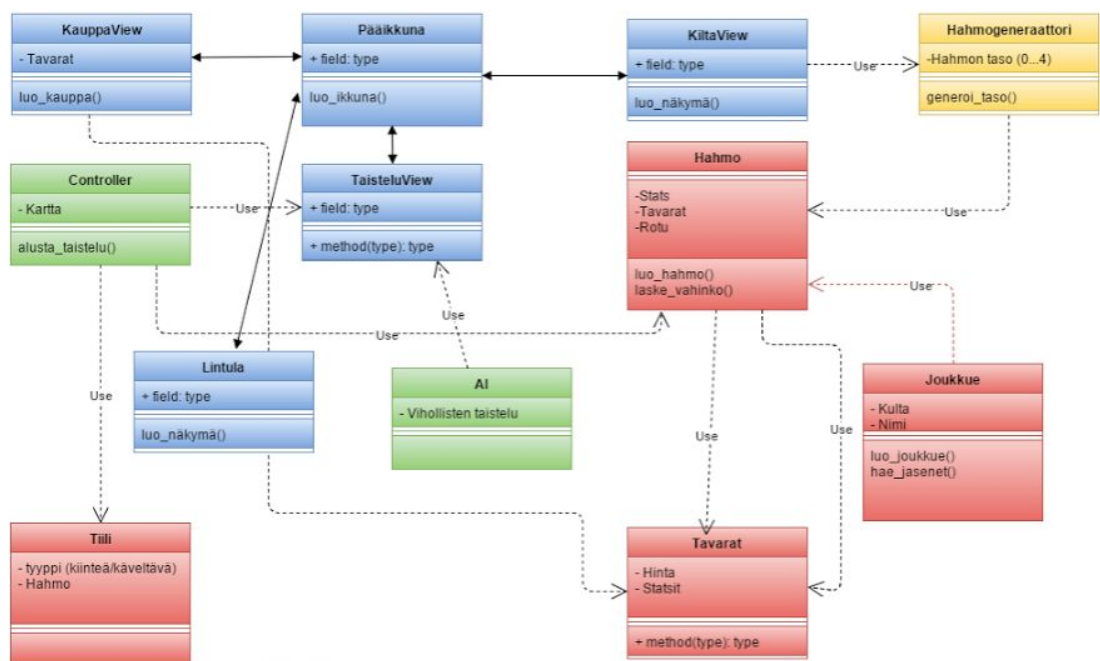 KauppaView
- Tavarat
luo_kauppa()
Pääikkuna
+ field: type
luo_ikkuna()
KiltaView
+ field: type
luo_näkymä()
Use
Hahmogeneraattori
-Hahmon taso (0...4)
generoi_taso()
Controller
- Kartta
alusta_taistelu()
Use
TaisteluView
+ field: type
+ method(type): type
Hahmo
-Stats
-Tavarat
-Rotu
luo_hahmo()
laske_vahinko()
Use
Use
Use
Use
Use
Lintula
+ field: type
luo_näkymä()
AI
- Vihollisten taistelu
Use
Use
Joukkue
- Kulta
- Nimi
luo_joukkue()
hae_jasenet()
Tiili
- tyyppi (kiinteä/käveltävä)
- Hahmo
Tavarat
- Hinta
- Statsit
+ method(type): type